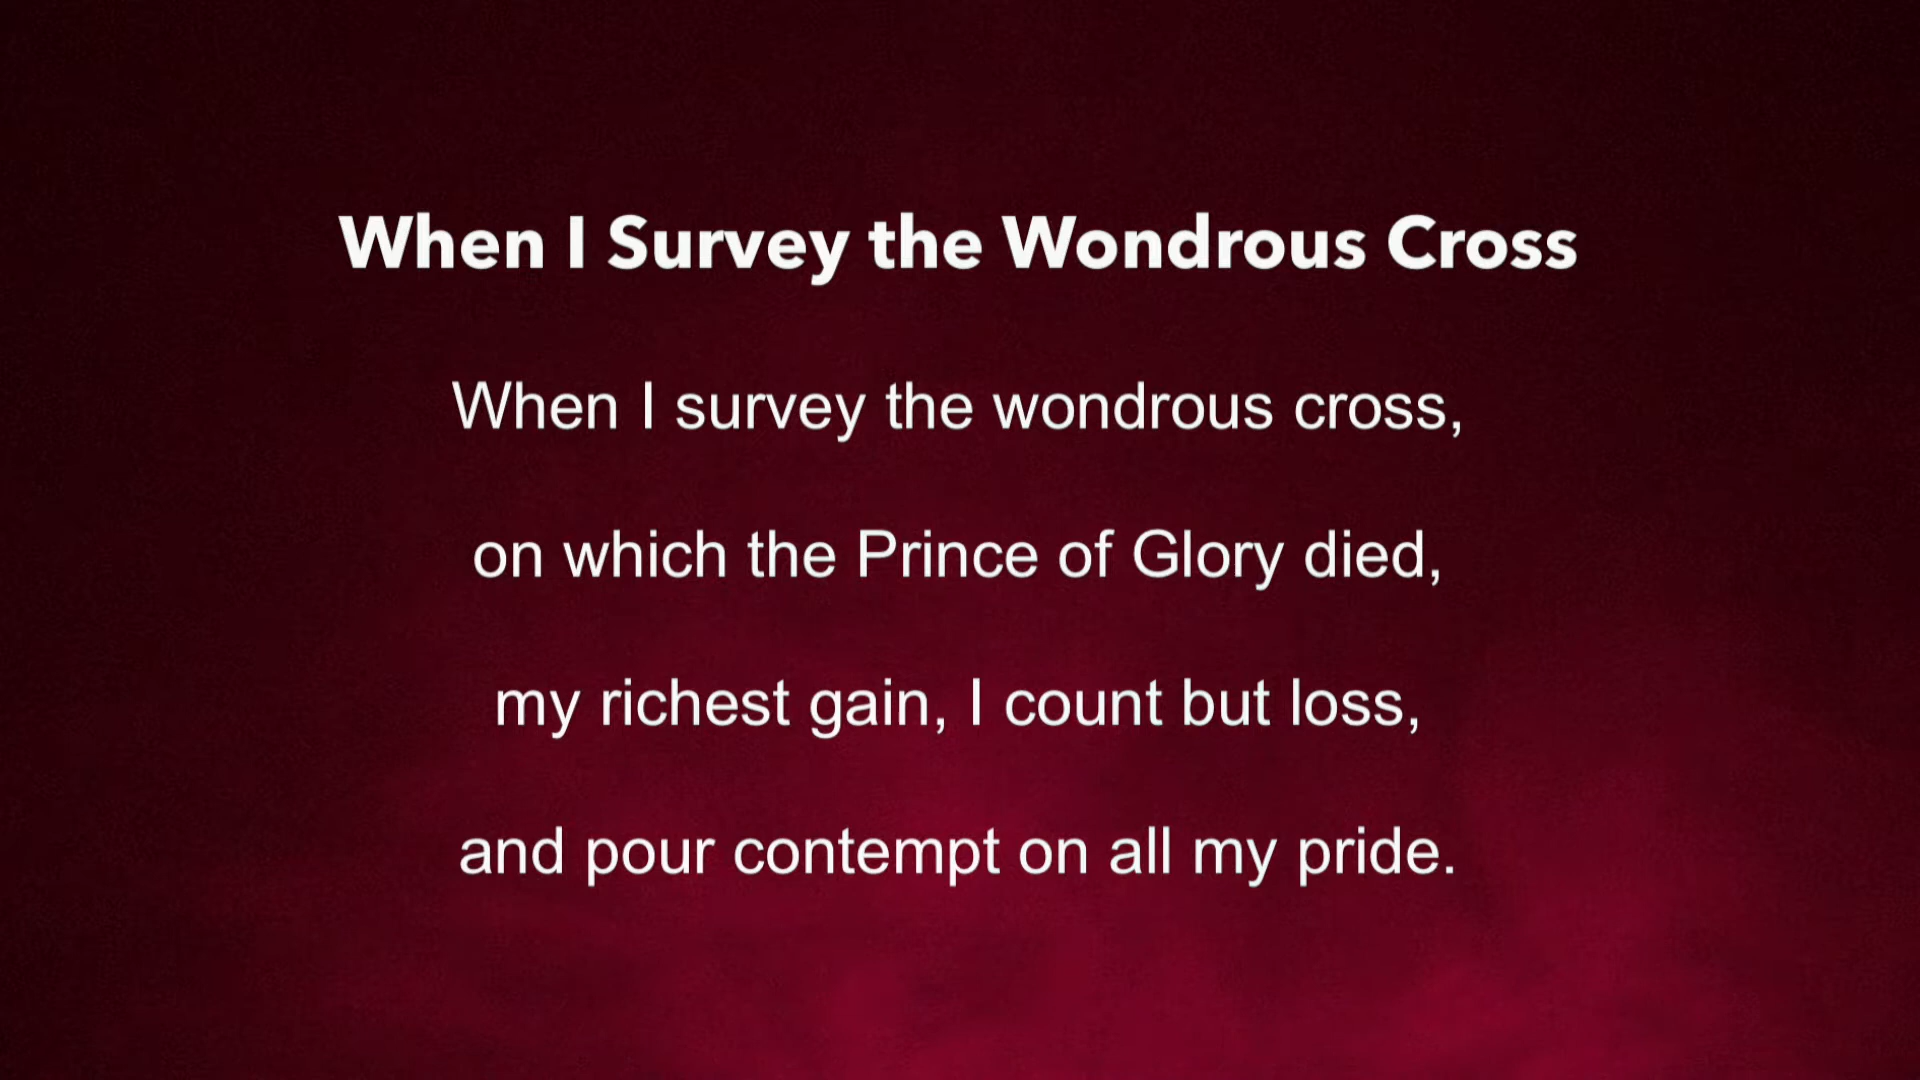 When I Survey the Wondrous Cross
When I survey the wondrous cross,
on which the Prince of Glory died,
my richest gain, I count but loss,
and pour contempt on all my pride.